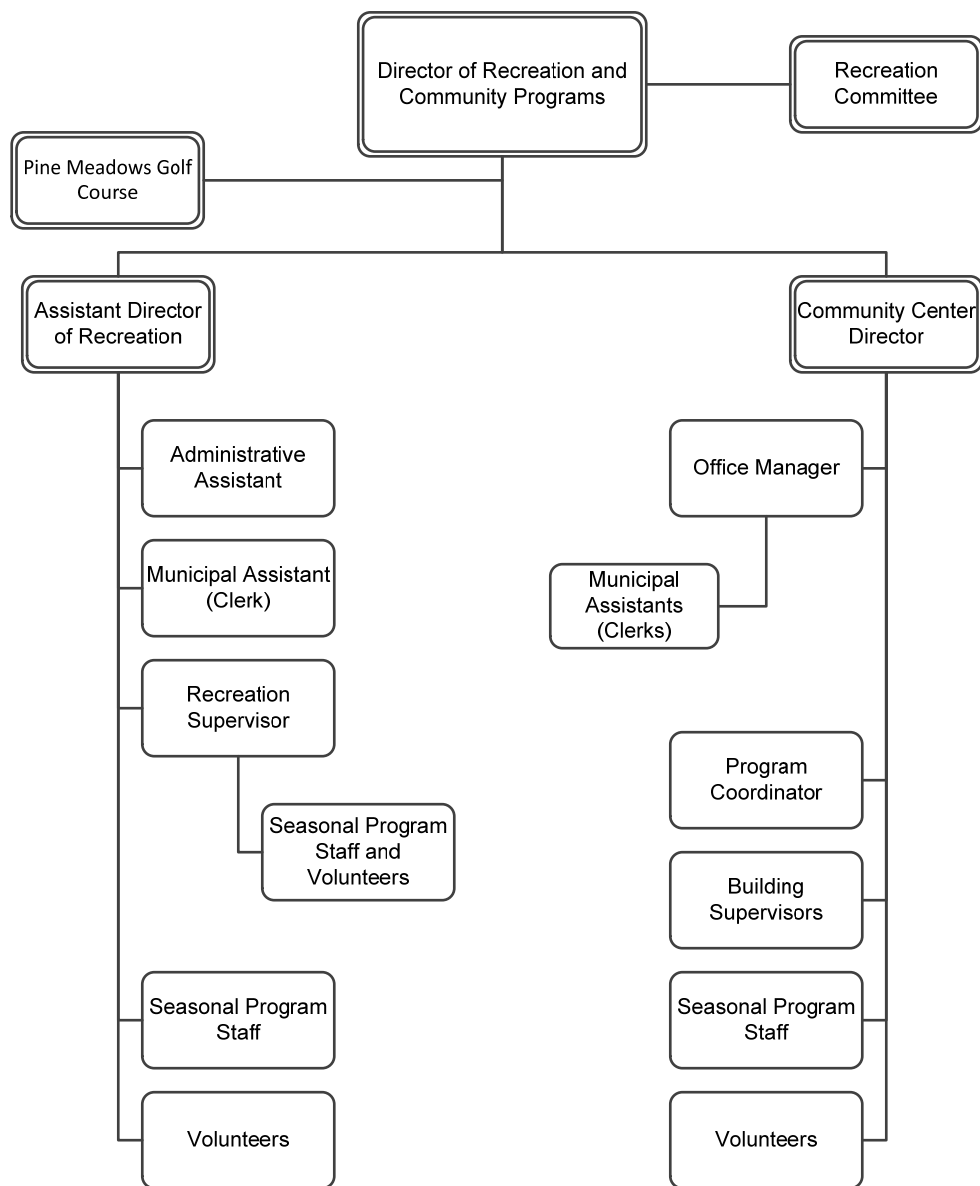 Director of Recreation and
Community Programs
Recreation
Committee
Pine Meadows Golf
Course
Assistant Director
of Recreation
Community Center
Director
Administrative
Assistant
Office Manager
Municipal Assistant
(Clerk)
Municipal
Assistants
(Clerks)
Recreation
Supervisor
Program
Coordinator
Seasonal Program
Staff and
Volunteers
Building
Supervisors
Seasonal Program
Staff
Seasonal Program
Staff
Volunteers
Volunteers